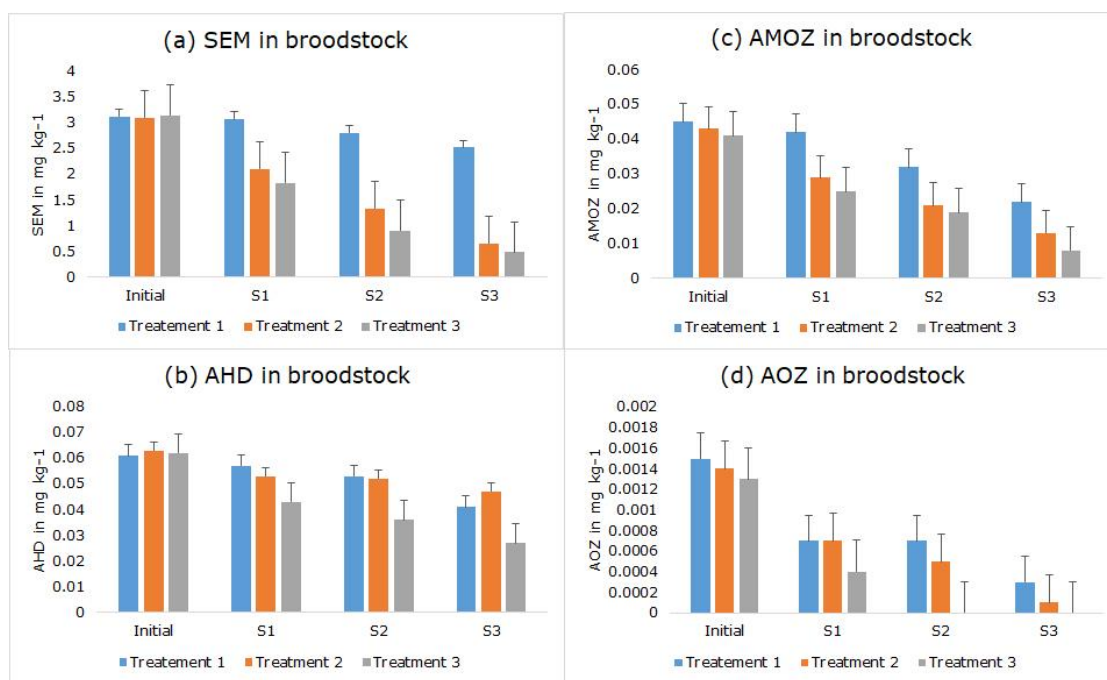 (a) SEM in broodstock
4
3.5
3
2.5
2
1.5
1
0.5
0
SEM in mg kg-1
Initial S1 S2 S3
Treatement 1 Treatment 2 Treatment 3
(c) AMOZ in broodstock
0.06
0.05
0.04
0.03
0.02
0.01
0
AMOZ in mg kg-1
Initial S1 S2 S3
Treatement 1 Treatment 2 Treatment 3
(b) AHD in broodstock
0.08
0.07
0.06
0.05
0.04
0.03
0.02
0.01
0
AHD in mg kg-1
Initial S1 S2 S3
Treatement 1 Treatment 2 Treatment 3
(d) AOZ in broodstock
0.002
0.0018
0.0016
0.0014
0.0012
0.001
0.0008
0.0006
0.0004
0.0002
0
AOZ in mg kg-1
Initial S1 S2 S3
Treatement 1 Treatment 2 Treatment 3